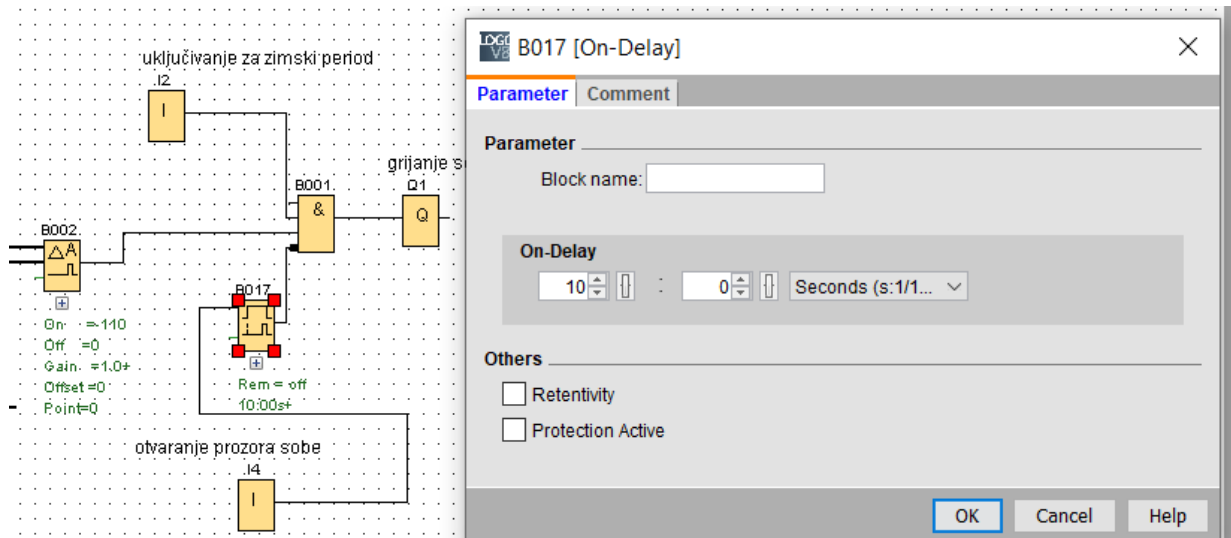 uključivanje za zimski period
I2
I
grijanje s
B001
&
Q1
Q
B002
A
On =-110
Off =0
Gain =1.0+
Offset=0
Point=0
B017
Rem = off
10:00s+
otvaranje prozora sobe
I4
I
LOGO V8
B017 [On-Delay]
Parameter
Comment
Parameter
Block name:
On-Delay
10 : 0 Seconds (s:1/1...
Others
Retentivity
Protection Active
OK
Cancel
Help